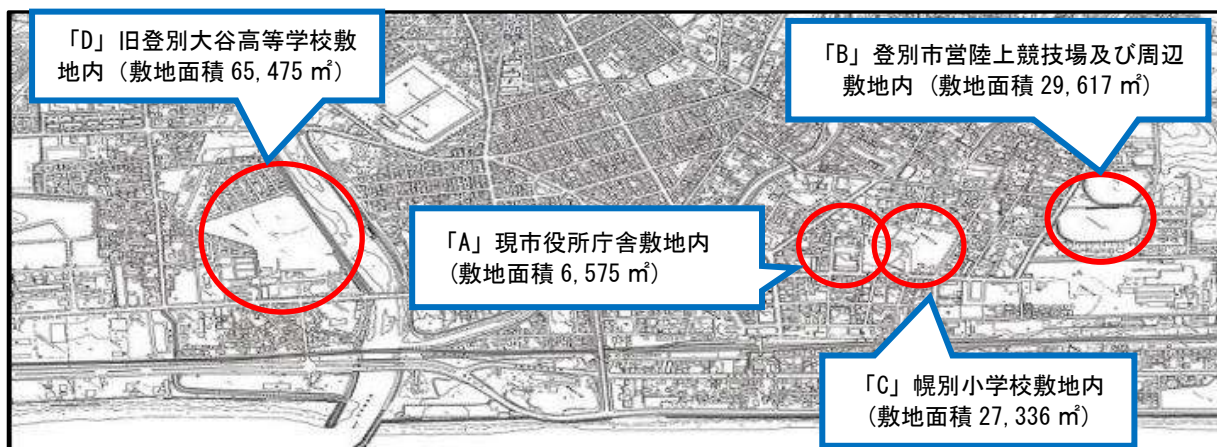 「D」旧登別大谷高等学校敷
地内（敷地面積 65,475 ㎡）
「B」登別市営陸上競技場及び周辺
敷地内（敷地面積 29,617 ㎡）
「A」現市役所庁舎敷地内
（敷地面積 6,575 ㎡）
「C」幌別小学校敷地内
（敷地面積 27,336 ㎡）